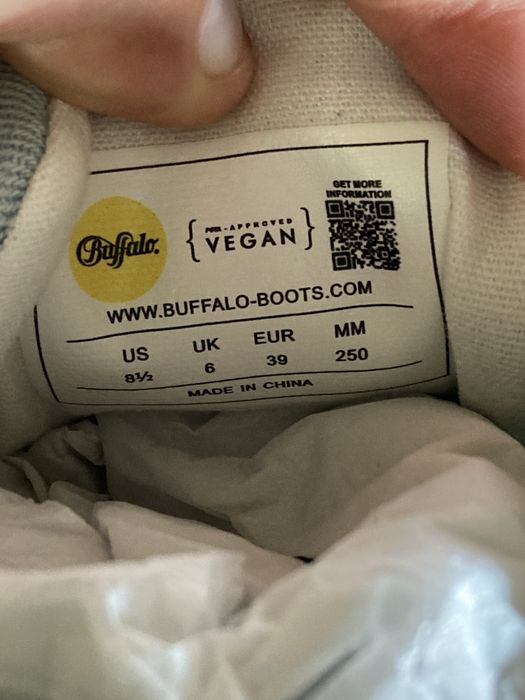 GET MORE
INFORMATION
Buffalo.
{PETA-APPROVED
VEGAN}
WWW.BUFFALO-BOOTS.COM
US UK EUR MM
8½ 6 39 250
MADE IN CHINA